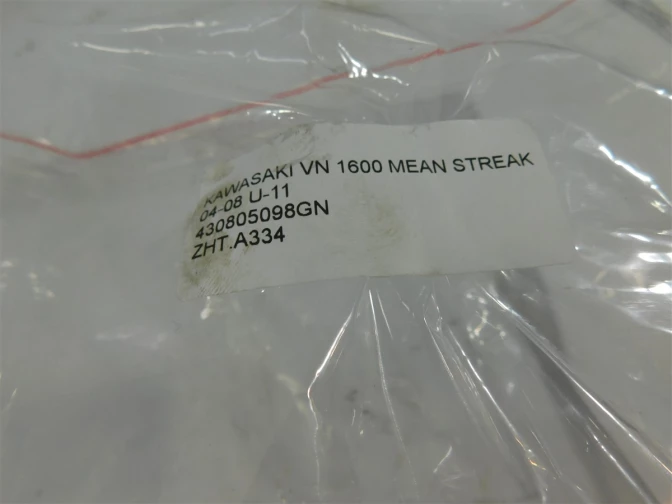 KAWASAKI VN 1600 MEAN STREAK
04-08 U-11
430805098GN
ZHT.A334